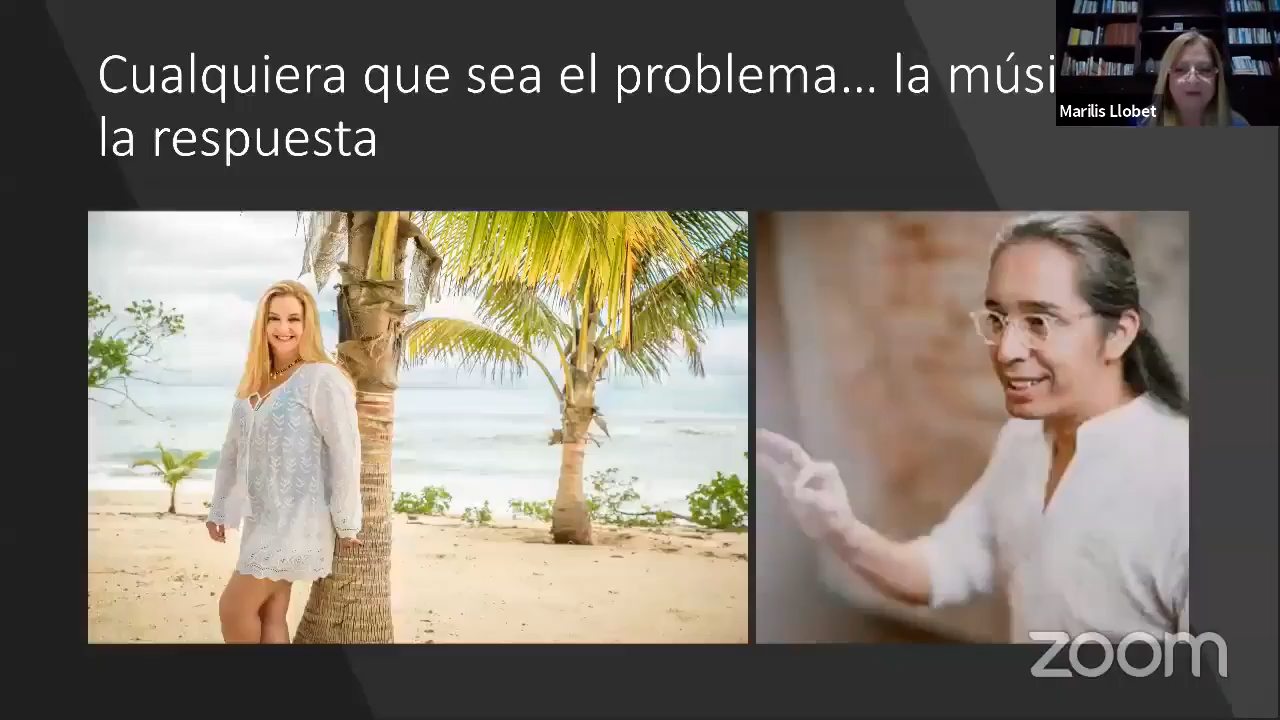 Cualquiera que sea el problema... la músi
la respuesta
Marilis Llobet
zoom